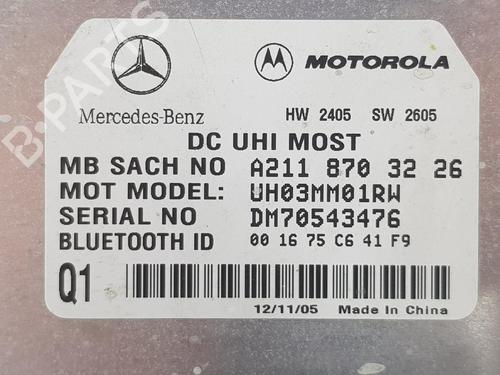 B-PARTS
MOTOROLA
Mercedes-Benz HW 2405 SW 2605
DC UHI MOST
MB SACH NO A211 870 32 26
MOT MODEL: UH03MM01RW
SERIAL NO DM70543476
BLUETOOTH ID 00 16 75 C6 41 F9
Q1
12/11/05 Made In China